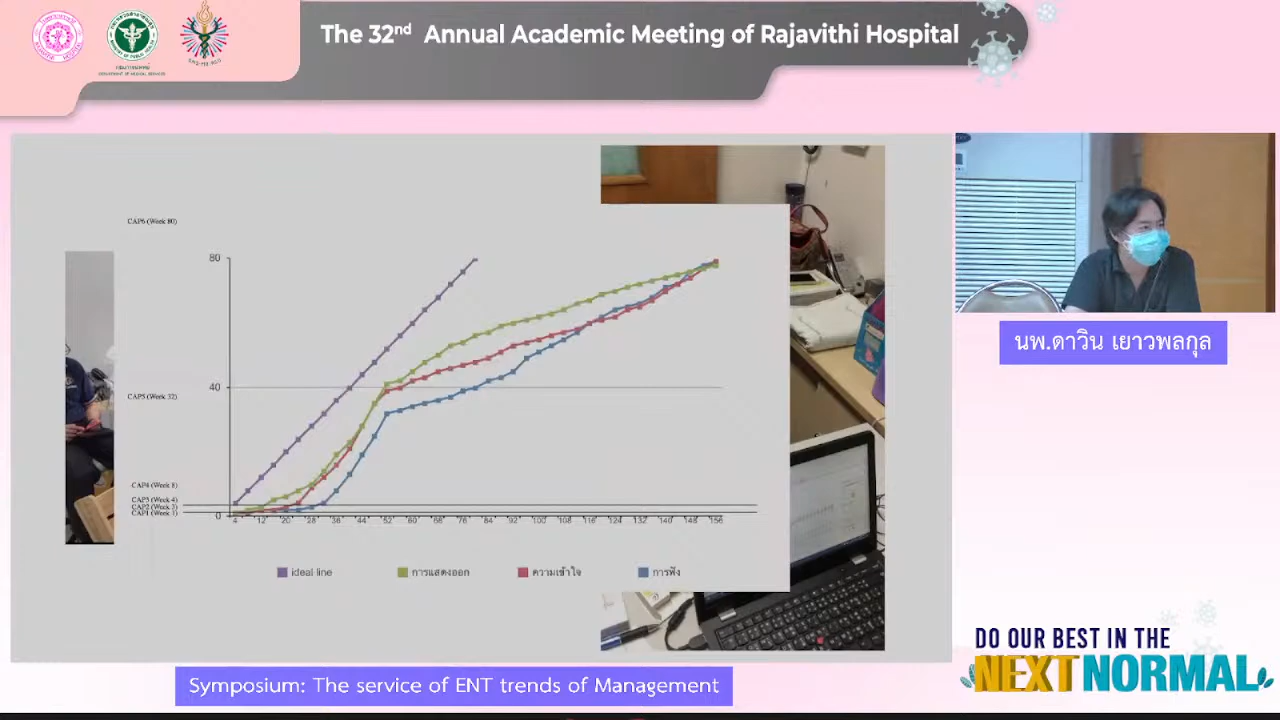 The 32nd Annual Academic Meeting of Rajavithi Hospital
CAP6 (Week 80)
80
40
CAP5 (Week 32)
CAP4 (Week 8)
CAP3 (Week 4)
CAP1 (Week 1)
0
4 12 20 28 36 44 52 60 68 76 84 92 100 108 116 124 132 140 148 156
ideal line
การแสดงออก
ความเข้าใจ
การฟัง
นพ.ดาวิน เยาวพลกุล
DO OUR BEST IN THE
NEXT NORMAL
Symposium: The service of ENT trends of Management